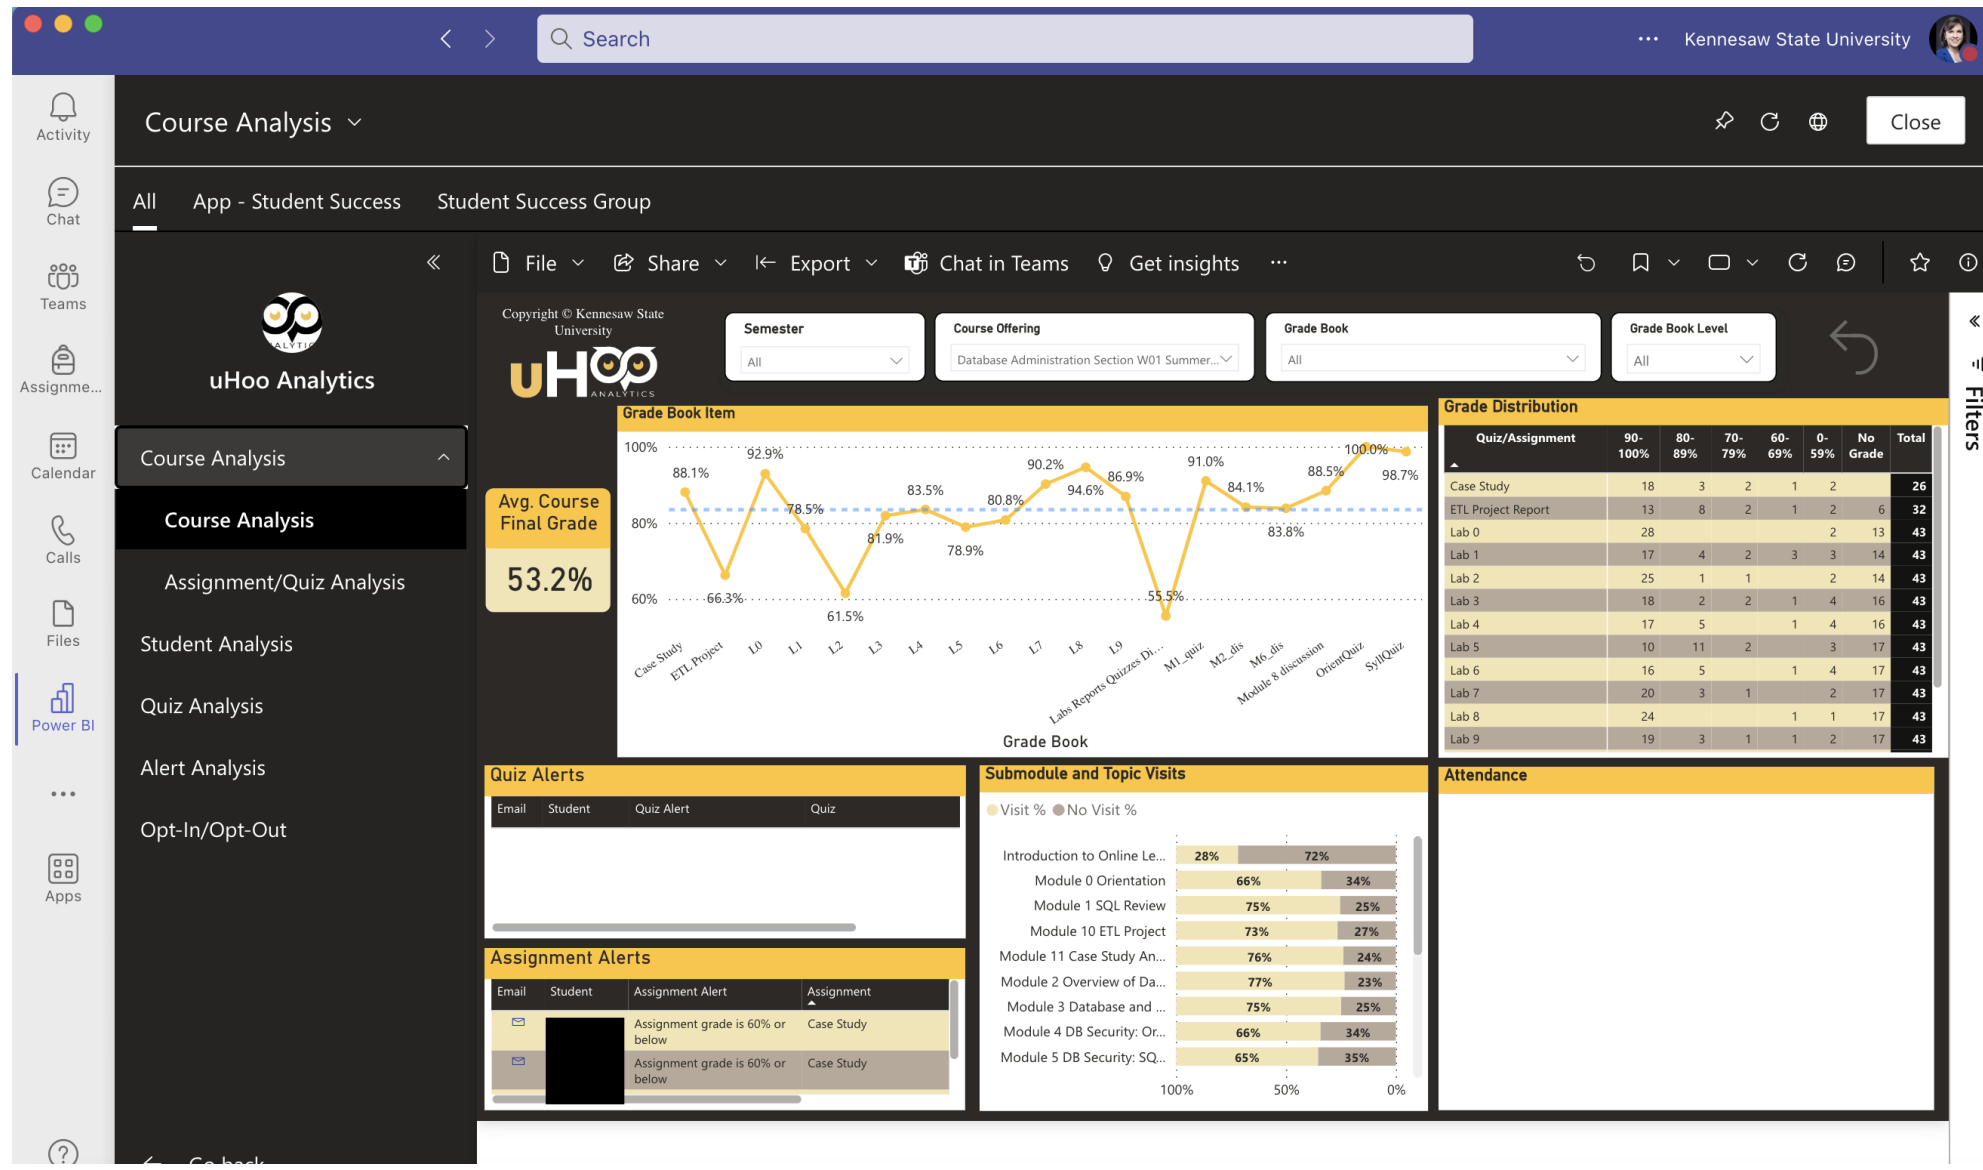 Search
Kennesaw State University
Activity
Chat
Teams
Assignme...
Calendar
Calls
Files
Power BI
Apps
Course Analysis
Close
All App - Student Success Student Success Group
uHoo Analytics
Course Analysis
Course Analysis
Assignment/Quiz Analysis
Student Analysis
Quiz Analysis
Alert Analysis
Opt-In/Opt-Out
Go back
File Share Export Chat in Teams Get insights
Copyright © Kennesaw State
University
uHoo
ANALYTICS
Semester
All
Course Offering
Database Administration Section W01 Summer...
Grade Book
All
Grade Book Level
All
Filters
Avg. Course
Final Grade
53.2%
Grade Book Item
100%
80%
60%
88.1%
66.3%
92.9%
78.5%
61.5%
81.9%
83.5%
78.9%
80.8%
90.2%
94.6%
86.9%
55.5%
91.0%
84.1%
83.8%
88.5%
100.0%
98.7%
Case Study
ETL Project
L0
L1
L2
L3
L4
L5
L6
L7
L8
L9
Labs Reports Quizzes Di...
M1_quiz
M2_dis
M6_dis
Module 8 discussion
OrientQuiz
SyllQuiz
Grade Book
Grade Distribution
Quiz/Assignment 90-100% 80-89% 70-79% 60-69% 0-59% No Grade Total
Case Study 18 3 2 1 2 26
ETL Project Report 13 8 2 1 2 6 32
Lab 0 28 2 13 43
Lab 1 17 4 2 3 3 14 43
Lab 2 25 1 1 2 14 43
Lab 3 18 2 2 1 4 16 43
Lab 4 17 5 1 4 16 43
Lab 5 10 11 2 3 17 43
Lab 6 16 5 1 4 17 43
Lab 7 20 3 1 2 17 43
Lab 8 24 1 1 17 43
Lab 9 19 3 1 1 2 17 43
Quiz Alerts
Email Student Quiz Alert Quiz
Assignment Alerts
Email Student Assignment Alert Assignment
Assignment grade is 60% or Case Study
below
Assignment grade is 60% or Case Study
below
Submodule and Topic Visits
Visit % No Visit %
Introduction to Online Le... 28% 72%
Module 0 Orientation 66% 34%
Module 1 SQL Review 75% 25%
Module 10 ETL Project 73% 27%
Module 11 Case Study An... 76% 24%
Module 2 Overview of Da... 77% 23%
Module 3 Database and ... 75% 25%
Module 4 DB Security: Or... 66% 34%
Module 5 DB Security: SQ... 65% 35%
100% 50% 0%
Attendance